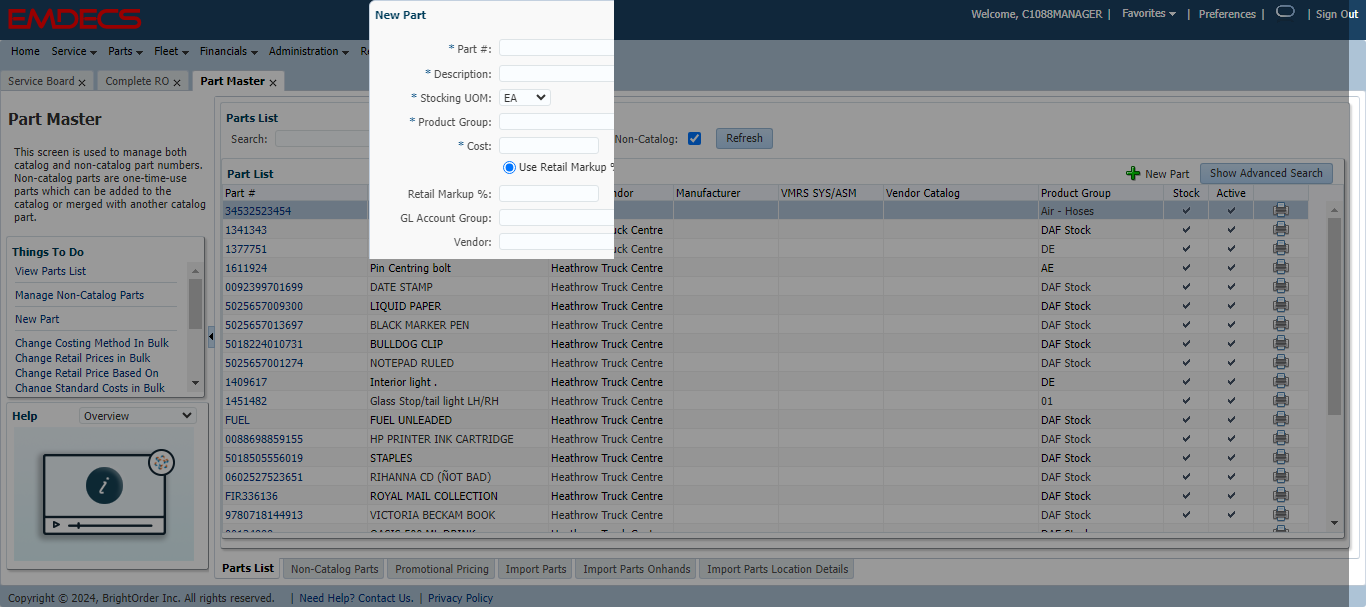 EMDECS
Welcome, C1088MANAGER | Favorites | Preferences | | Sign Out
Home Service Parts Fleet Financials Administration
Service Board x Complete RO x Part Master x
New Part
* Part #:
* Description:
* Stocking UOM: EA
* Product Group:
* Cost:
Use Retail Markup
Retail Markup %:
GL Account Group:
Vendor:
Part Master
This screen is used to manage both
catalog and non-catalog part numbers.
Non-catalog parts are one-time-use
parts which can be added to the
catalog or merged with another catalog
part.
Things To Do
View Parts List
Manage Non-Catalog Parts
New Part
Change Costing Method In Bulk
Change Retail Prices in Bulk
Change Retail Price Based On
Change Standard Costs in Bulk
Help Overview
i
Parts List
Search: Non-Catalog: Refresh
Part List New Part Show Advanced Search
Part # Manufacturer VMRS SYS/ASM Vendor Catalog Product Group Stock Active
34532523454 Air - Hoses
1341343 Truck Centre DAF Stock
1377751 Truck Centre DE
1611924 Pin Centring bolt Heathrow Truck Centre AE
0092399701699 DATE STAMP Heathrow Truck Centre DAF Stock
5025657009300 LIQUID PAPER Heathrow Truck Centre DAF Stock
5025657013697 BLACK MARKER PEN Heathrow Truck Centre DAF Stock
5018224010731 BULLDOG CLIP Heathrow Truck Centre DAF Stock
5025657001274 NOTEPAD RULED Heathrow Truck Centre DAF Stock
1409617 Interior light . Heathrow Truck Centre DE
1451482 Glass Stop/tail light LH/RH Heathrow Truck Centre 01
FUEL FUEL UNLEADED Heathrow Truck Centre DAF Stock
0088698859155 HP PRINTER INK CARTRIDGE Heathrow Truck Centre DAF Stock
5018505556019 STAPLES Heathrow Truck Centre DAF Stock
0602527523651 RIHANNA CD (ÑOT BAD) Heathrow Truck Centre DAF Stock
FIR336136 ROYAL MAIL COLLECTION Heathrow Truck Centre DAF Stock
9780718144913 VICTORIA BECKAM BOOK Heathrow Truck Centre DAF Stock
Parts List Non-Catalog Parts Promotional Pricing Import Parts Import Parts Onhands Import Parts Location Details
Copyright © 2024, BrightOrder Inc. All rights reserved. | Need Help? Contact Us. | Privacy Policy